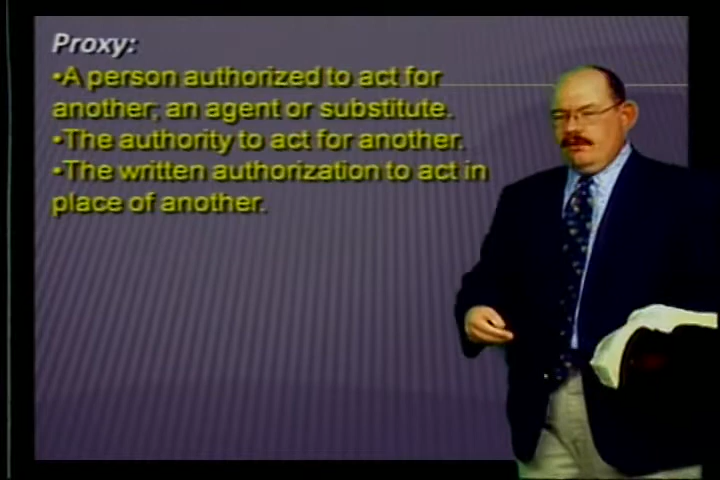 Proxy:
•A person authorized to act for
another; an agent or substitute.
•The authority to act for another.
•The written authorization to act in
place of another.